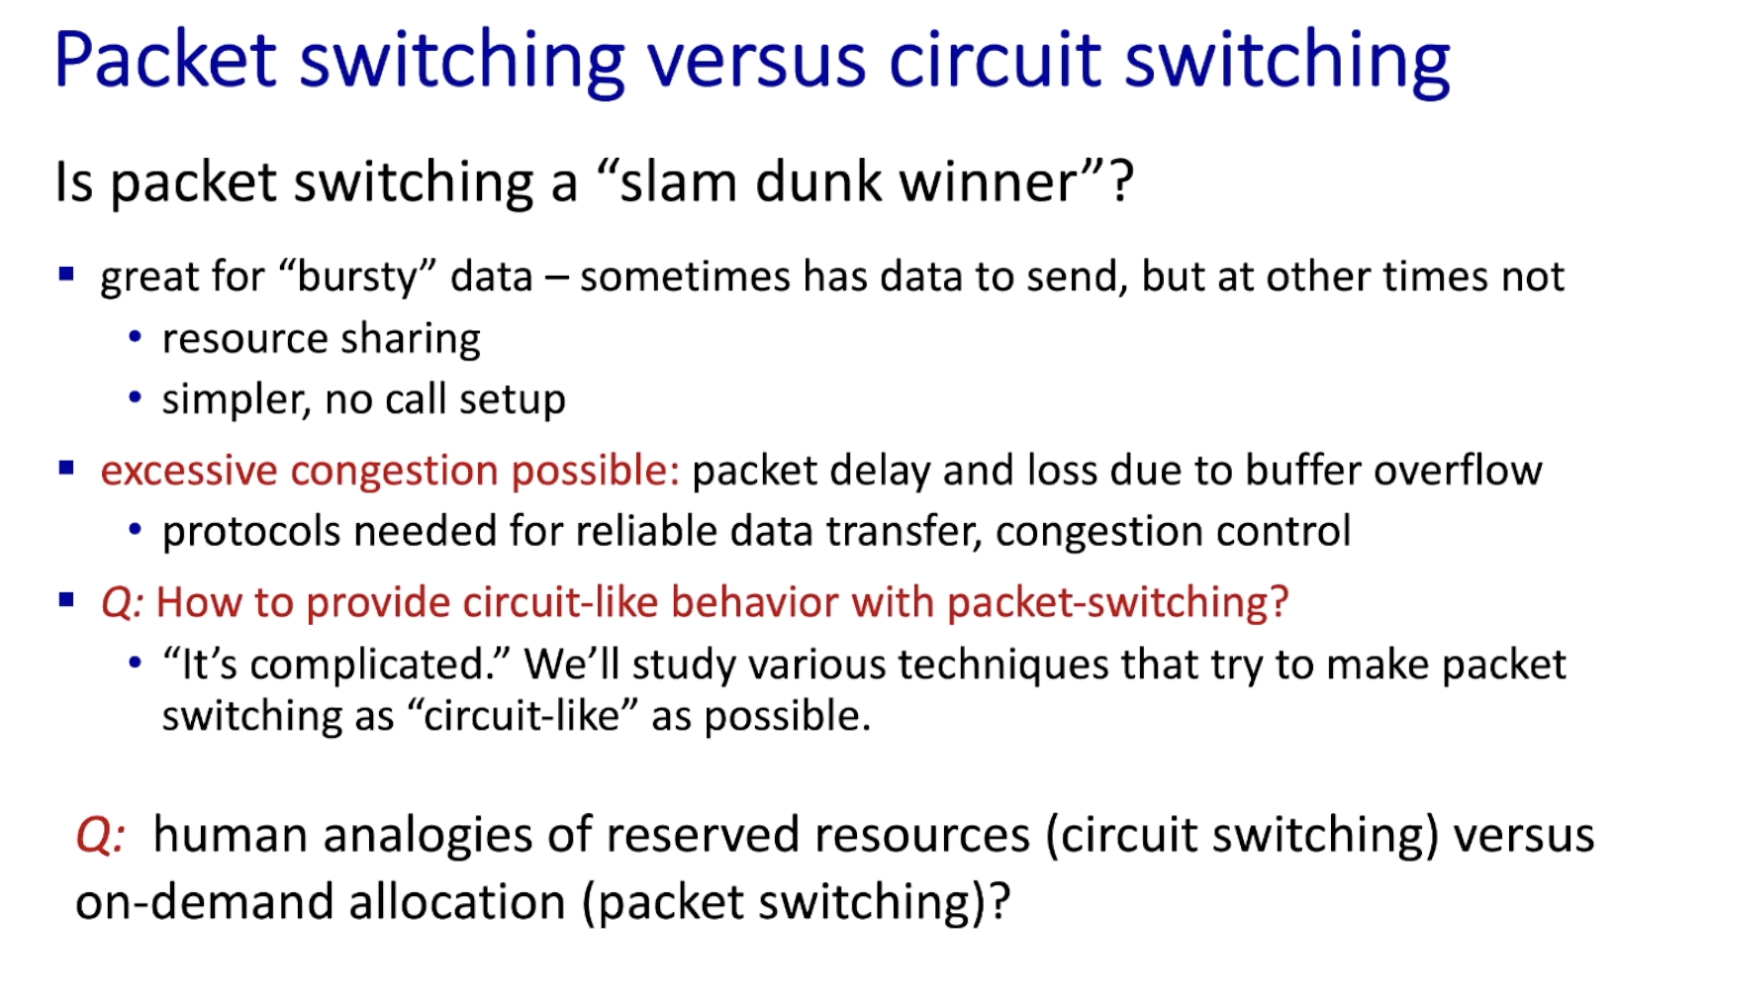 Packet switching versus circuit switching
Is packet switching a “slam dunk winner”?
▪ great for “bursty” data – sometimes has data to send, but at other times not
• resource sharing
• simpler, no call setup
▪ excessive congestion possible: packet delay and loss due to buffer overflow
• protocols needed for reliable data transfer, congestion control
▪ Q: How to provide circuit-like behavior with packet-switching?
• “It’s complicated.” We’ll study various techniques that try to make packet
switching as “circuit-like” as possible.
Q: human analogies of reserved resources (circuit switching) versus
on-demand allocation (packet switching)?